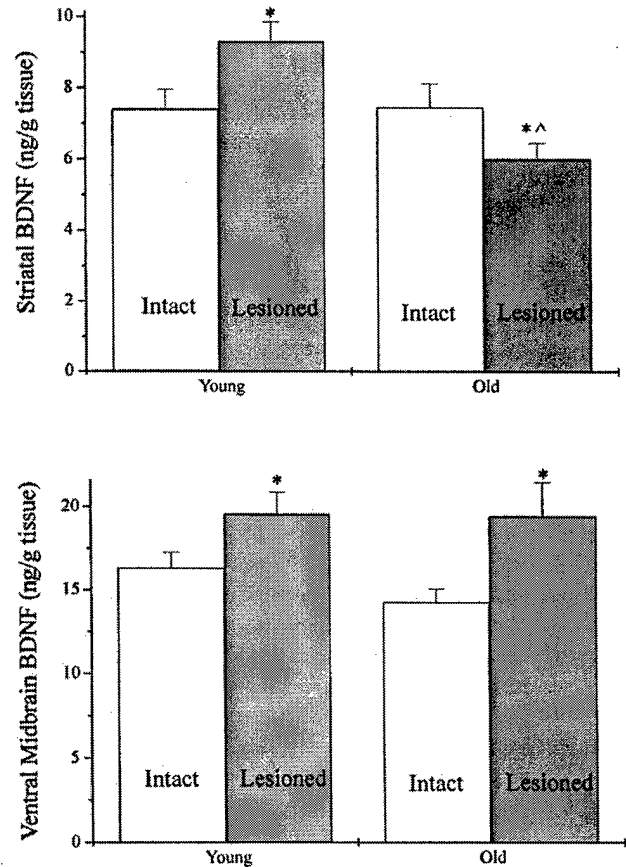 Striatal BDNF (ng/g tissue)
10
8
6
4
2
0
*
*^
Intact
Lesioned
Intact
Lesioned
Young
Old
Ventral Midbrain BDNF (ng/g tissue)
20
15
10
5
0
*
*
Intact
Lesioned
Intact
Lesioned
Young
Old